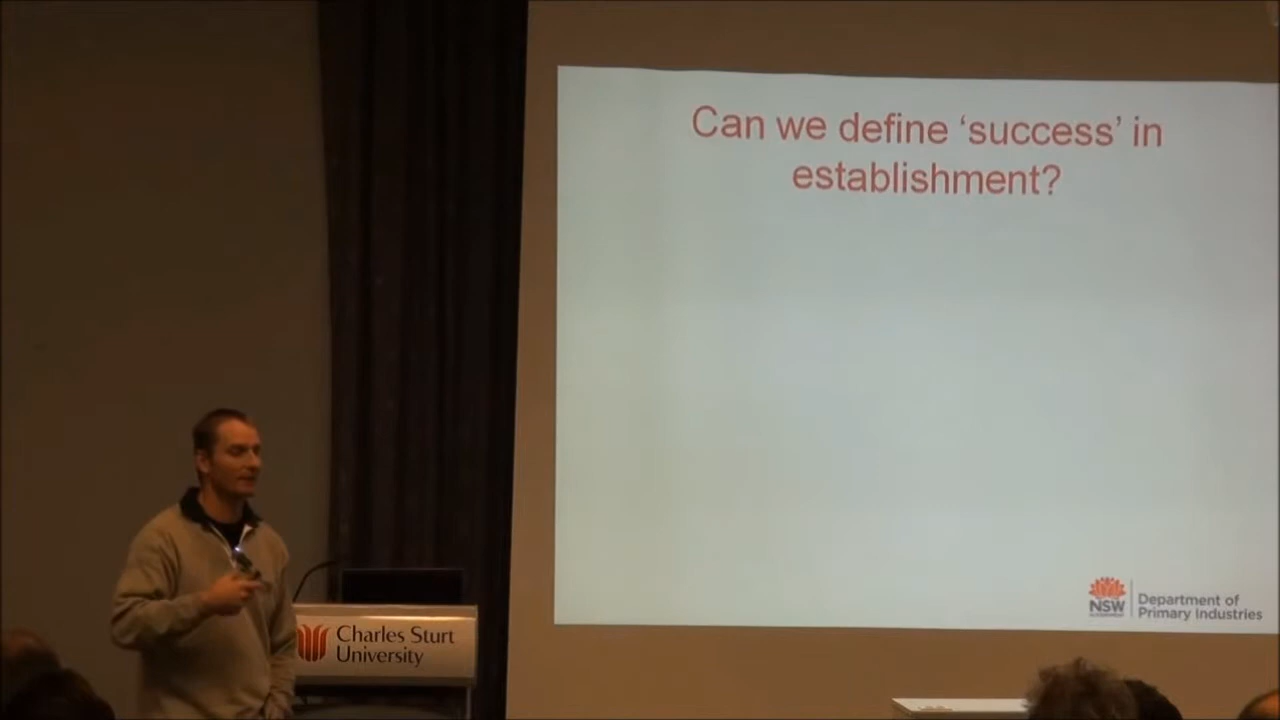 Can we define ‘success’ in
establishment?
NSW
Department of
Primary Industries
Charles Sturt
University